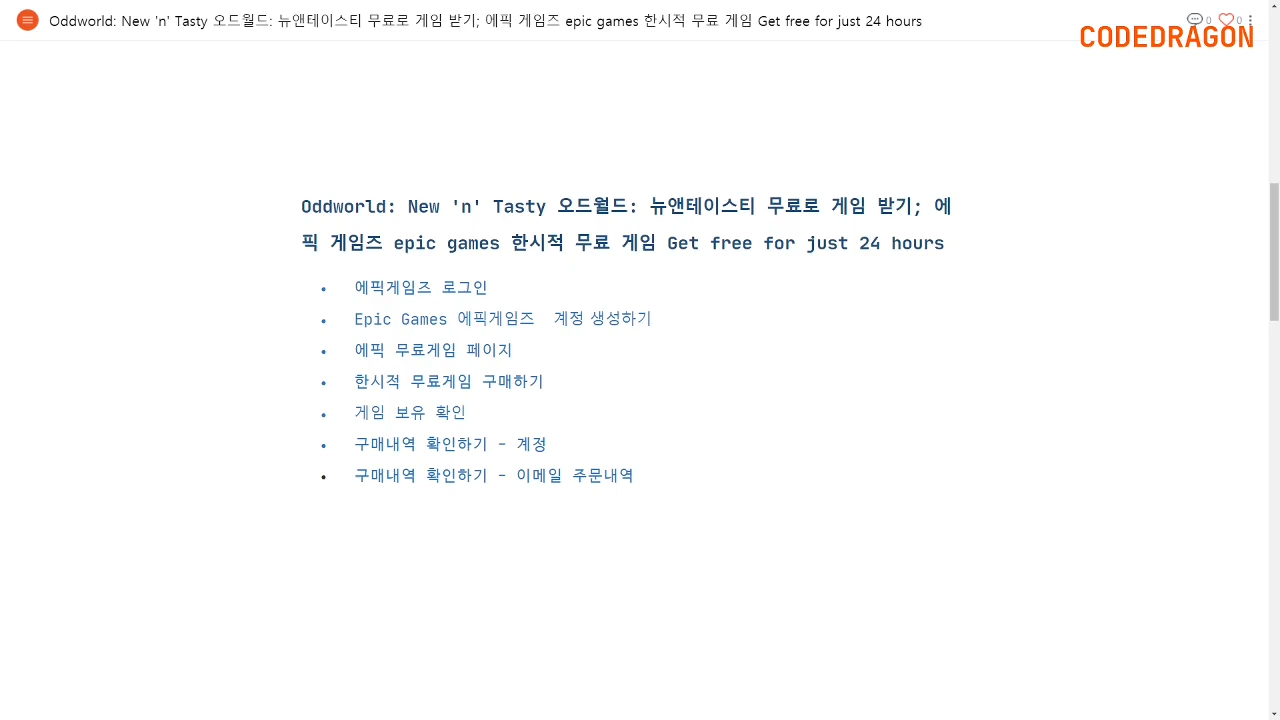 Oddworld: New 'n' Tasty 오드월드: 뉴앤테이스티 무료로 게임 받기; 에픽 게임즈 epic games 한시적 무료 게임 Get free for just 24 hours
0 0
CODEDRAGON
Oddworld: New 'n' Tasty 오드월드: 뉴앤테이스티 무료로 게임 받기; 에
픽 게임즈 epic games 한시적 무료 게임 Get free for just 24 hours
• 에픽게임즈 로그인
• Epic Games 에픽게임즈 계정 생성하기
• 에픽 무료게임 페이지
• 한시적 무료게임 구매하기
• 게임 보유 확인
• 구매내역 확인하기 - 계정
• 구매내역 확인하기 - 이메일 주문내역